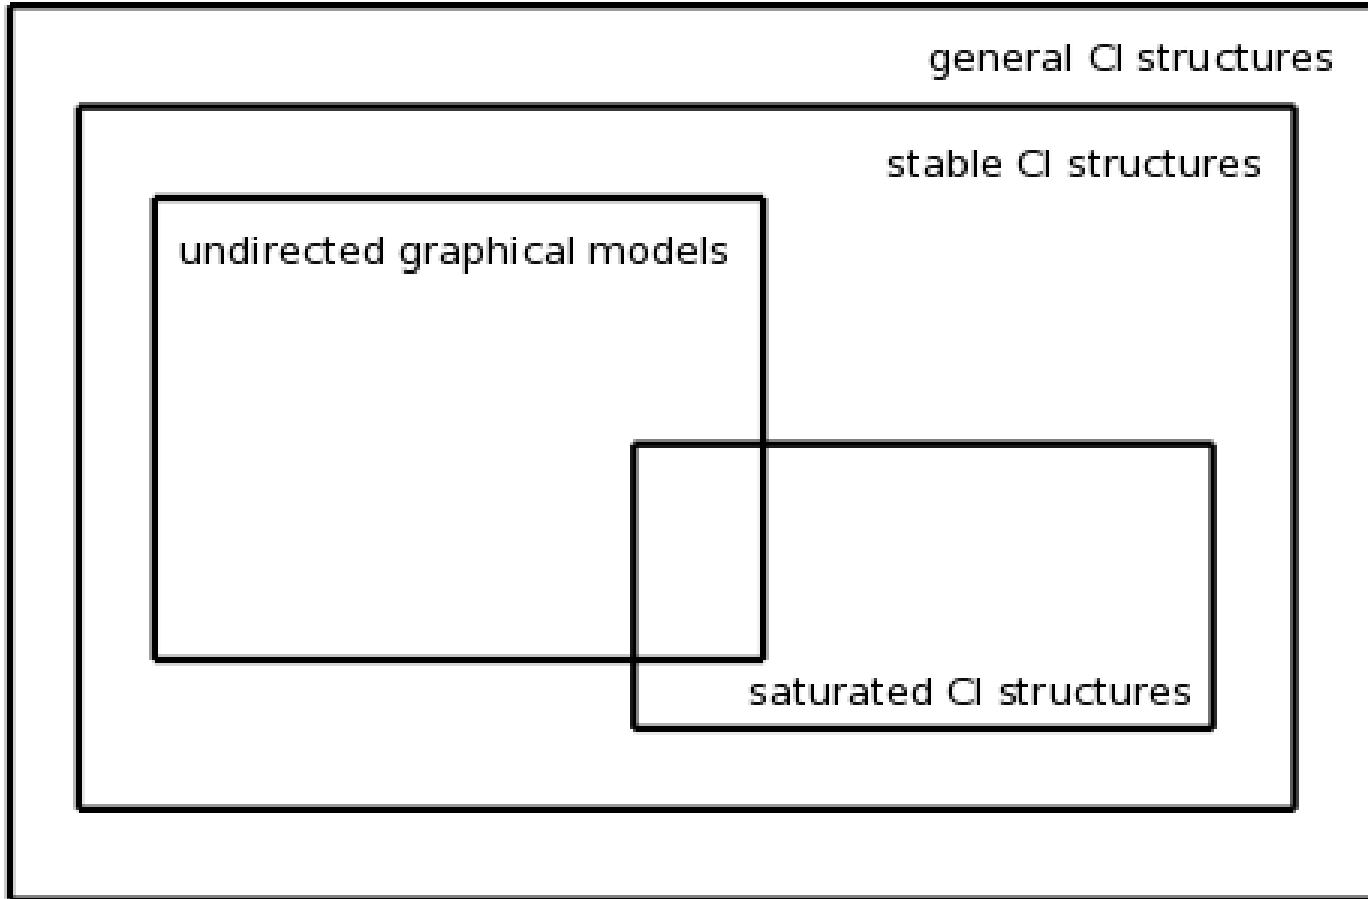 general CI structures
stable CI structures
undirected graphical models
saturated CI structures